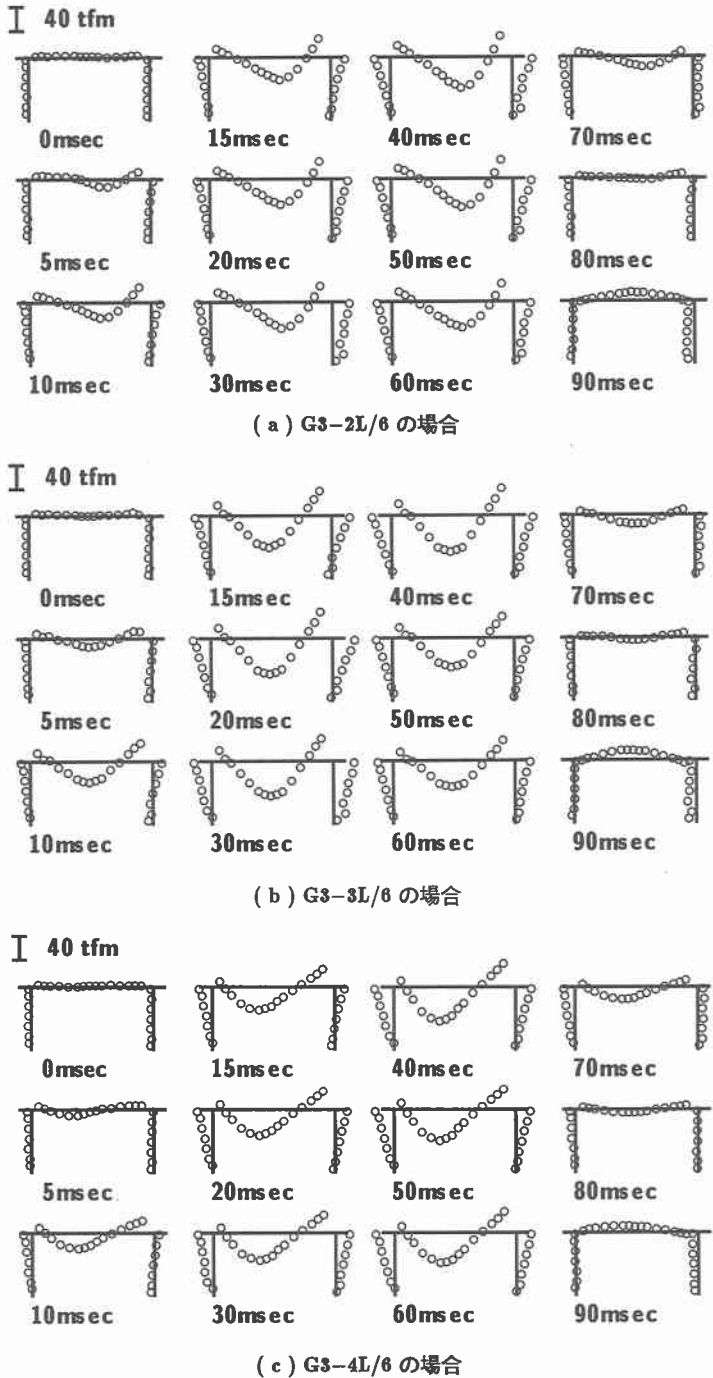 40 tfm
0msec 15msec 40msec 70msec
5msec 20msec 50msec 80msec
10msec 30msec 60msec 90msec
( a ) G3-2L/6 の場合
40 tfm
0msec 15msec 40msec 70msec
5msec 20msec 50msec 80msec
10msec 30msec 60msec 90msec
( b ) G3-3L/6 の場合
40 tfm
0msec 15msec 40msec 70msec
5msec 20msec 50msec 80msec
10msec 30msec 60msec 90msec
( c ) G3-4L/6 の場合